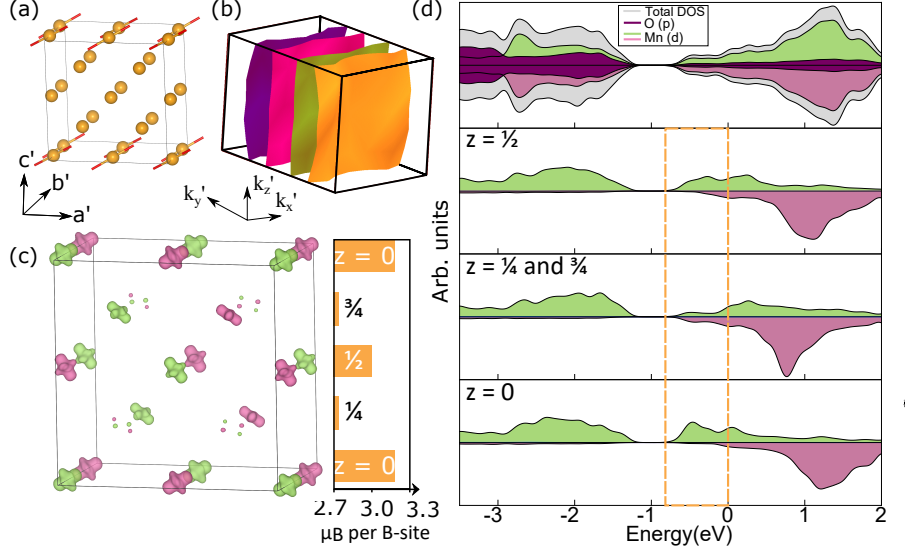 (a)
c'
b'
a'
(b)
k_y'
k_z'
k_x'
(c)
z = 0
¾
½
¼
z = 0
2.7 3.0 3.3
µB per B-site
(d)
Total DOS
O (p)
Mn (d)
z = ½
z = ¼ and ¾
z = 0
Arb. units
-3 -2 -1 0 1 2
Energy(eV)